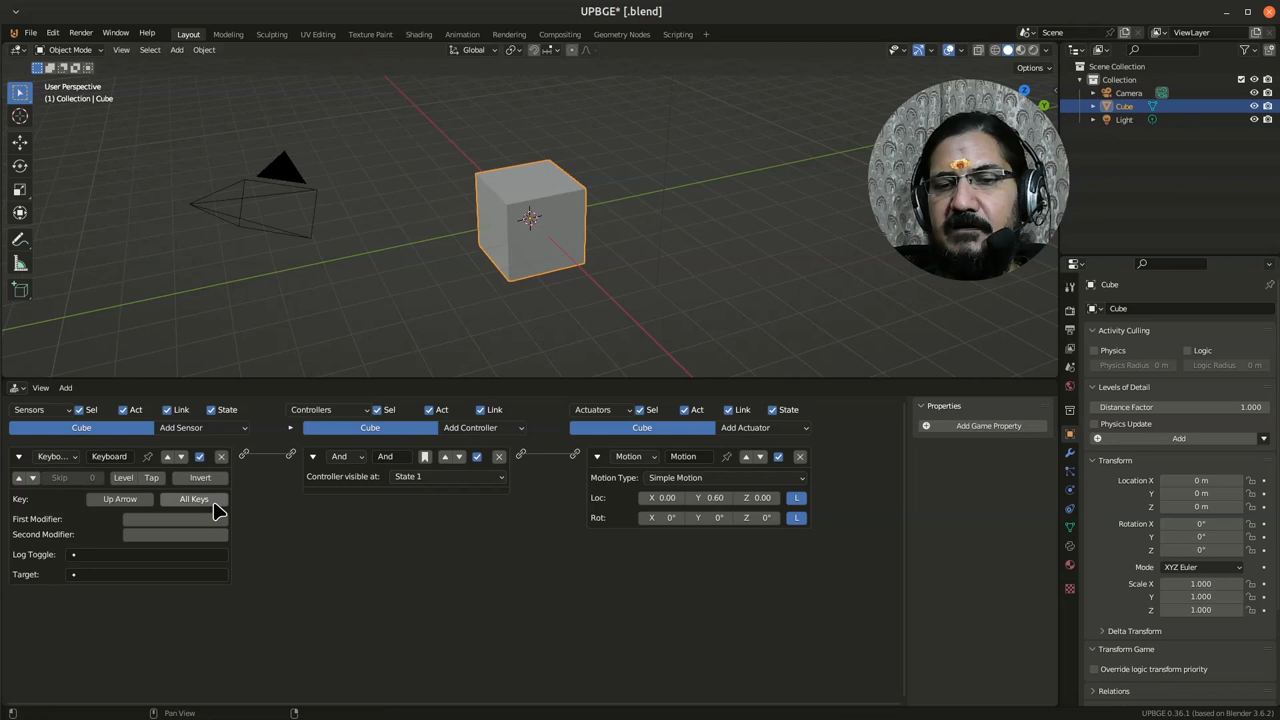 UPBGE* [.blend]
File Edit Render Window Help Layout Modeling Sculpting UV Editing Texture Paint Shading Animation Rendering Compositing Geometry Nodes Scripting Scene ViewLayer
Object Mode View Select Add Object Global
Options
User Perspective
(1) Collection | Cube
Z
Y
Scene Collection
Collection
Camera
Cube
Light
Cube
Cube
Activity Culling
Physics Logic
Physics Radius 0 m Logic Radius 0 m
Levels of Detail
Distance Factor 1.000
Physics Update
Add
Transform
Location X 0 m
Y 0 m
Z 0 m
Rotation X 0°
Y 0°
Z 0°
Mode XYZ Euler
Scale X 1.000
Y 1.000
Z 1.000
Delta Transform
Transform Game
Override logic transform priority
Relations
View Add
Sensors Sel Act Link State Controllers Sel Act Link Actuators Sel Act Link State
Cube Add Sensor Cube Add Controller Cube Add Actuator
Keybo... Keyboard And And Motion Motion
Skip 0 Level Tap Invert
Controller visible at: State 1
Motion Type: Simple Motion
Key: Up Arrow All Keys
Loc: X 0.00 Y 0.60 Z 0.00 L
First Modifier:
Rot: X 0° Y 0° Z 0° L
Second Modifier:
Log Toggle:
Target:
Properties
Add Game Property
Pan View
UPBGE 0.36.1 (based on Blender 3.6.2)